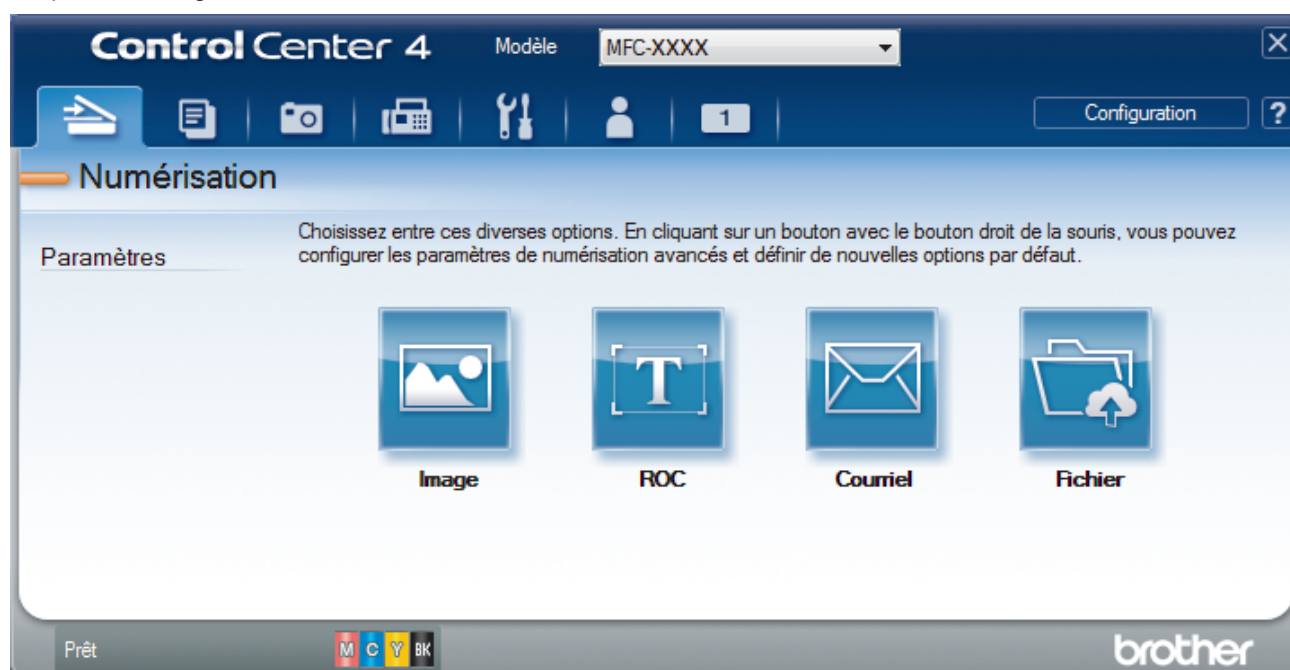 Control Center 4 Modèle MFC-XXXX
1 Configuration ?
Numérisation
Choisissez entre ces diverses options. En cliquant sur un bouton avec le bouton droit de la souris, vous pouvez
Paramètres configurer les paramètres de numérisation avancés et définir de nouvelles options par défaut.
T
Image ROC Courriel Fichier
Prêt M C Y BK brother